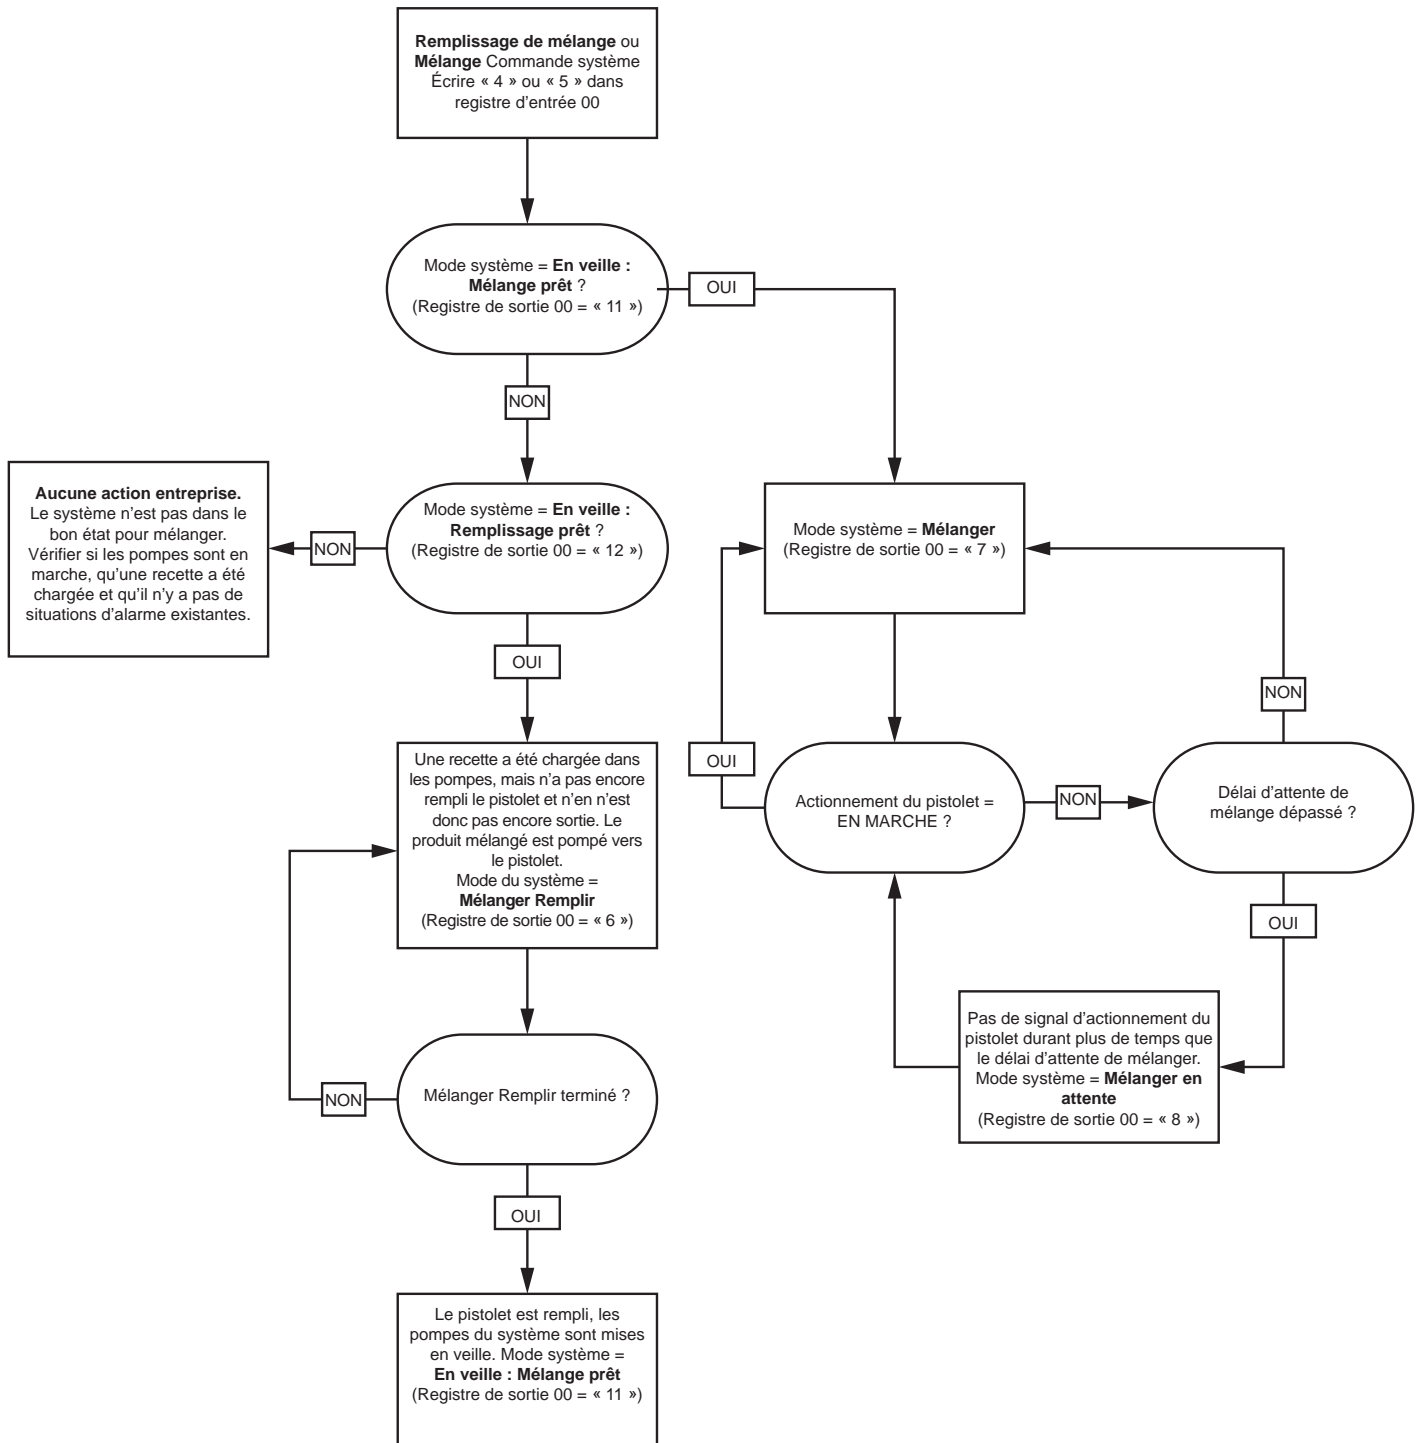 Remplissage de mélange ou
Mélange Commande système
Écrire « 4 » ou « 5 » dans
registre d'entrée 00
Mode système = En veille :
Mélange prêt ?
(Registre de sortie 00 = « 11 »)
OUI
NON
Aucune action entreprise.
Le système n'est pas dans le
bon état pour mélanger.
Vérifier si les pompes sont en
marche, qu'une recette a été
chargée et qu'il n'y a pas de
situations d'alarme existantes.
NON
Mode système = En veille :
Remplissage prêt ?
(Registre de sortie 00 = « 12 »)
Mode système = Mélanger
(Registre de sortie 00 = « 7 »)
OUI
NON
Une recette a été chargée dans
les pompes, mais n'a pas encore
rempli le pistolet et n'en n'est
donc pas encore sortie. Le
produit mélangé est pompé vers
le pistolet.
Mode du système =
Mélanger Remplir
(Registre de sortie 00 = « 6 »)
OUI
Actionnement du pistolet =
EN MARCHE ?
NON
Délai d'attente de
mélange dépassé ?
OUI
Pas de signal d'actionnement du
pistolet durant plus de temps que
le délai d'attente de mélanger.
Mode système = Mélanger en
attente
(Registre de sortie 00 = « 8 »)
NON
Mélanger Remplir terminé ?
OUI
Le pistolet est rempli, les
pompes du système sont mises
en veille. Mode système =
En veille : Mélange prêt
(Registre de sortie 00 = « 11 »)